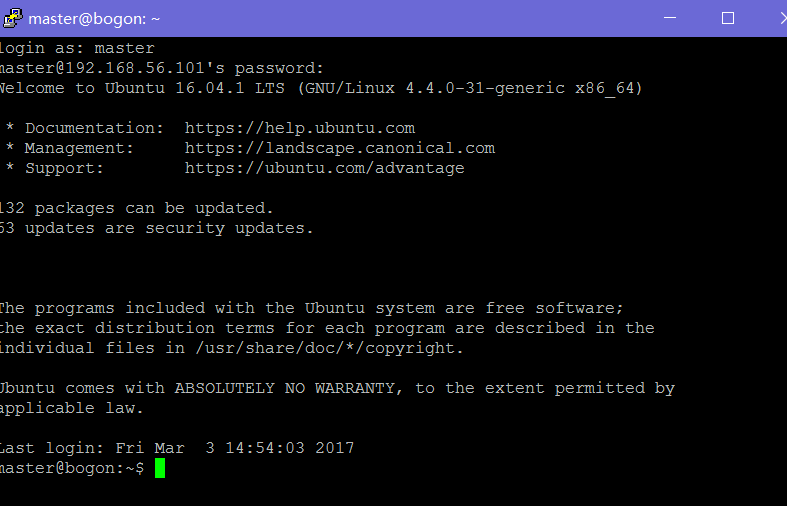 master@bogon: ~
login as: master
master@192.168.56.101's password:
Welcome to Ubuntu 16.04.1 LTS (GNU/Linux 4.4.0-31-generic x86_64)
* Documentation:  https://help.ubuntu.com
* Management:     https://landscape.canonical.com
* Support:        https://ubuntu.com/advantage
132 packages can be updated.
63 updates are security updates.
The programs included with the Ubuntu system are free software;
the exact distribution terms for each program are described in the
individual files in /usr/share/doc/*/copyright.
Ubuntu comes with ABSOLUTELY NO WARRANTY, to the extent permitted by
applicable law.
Last login: Fri Mar  3 14:54:03 2017
master@bogon:~$